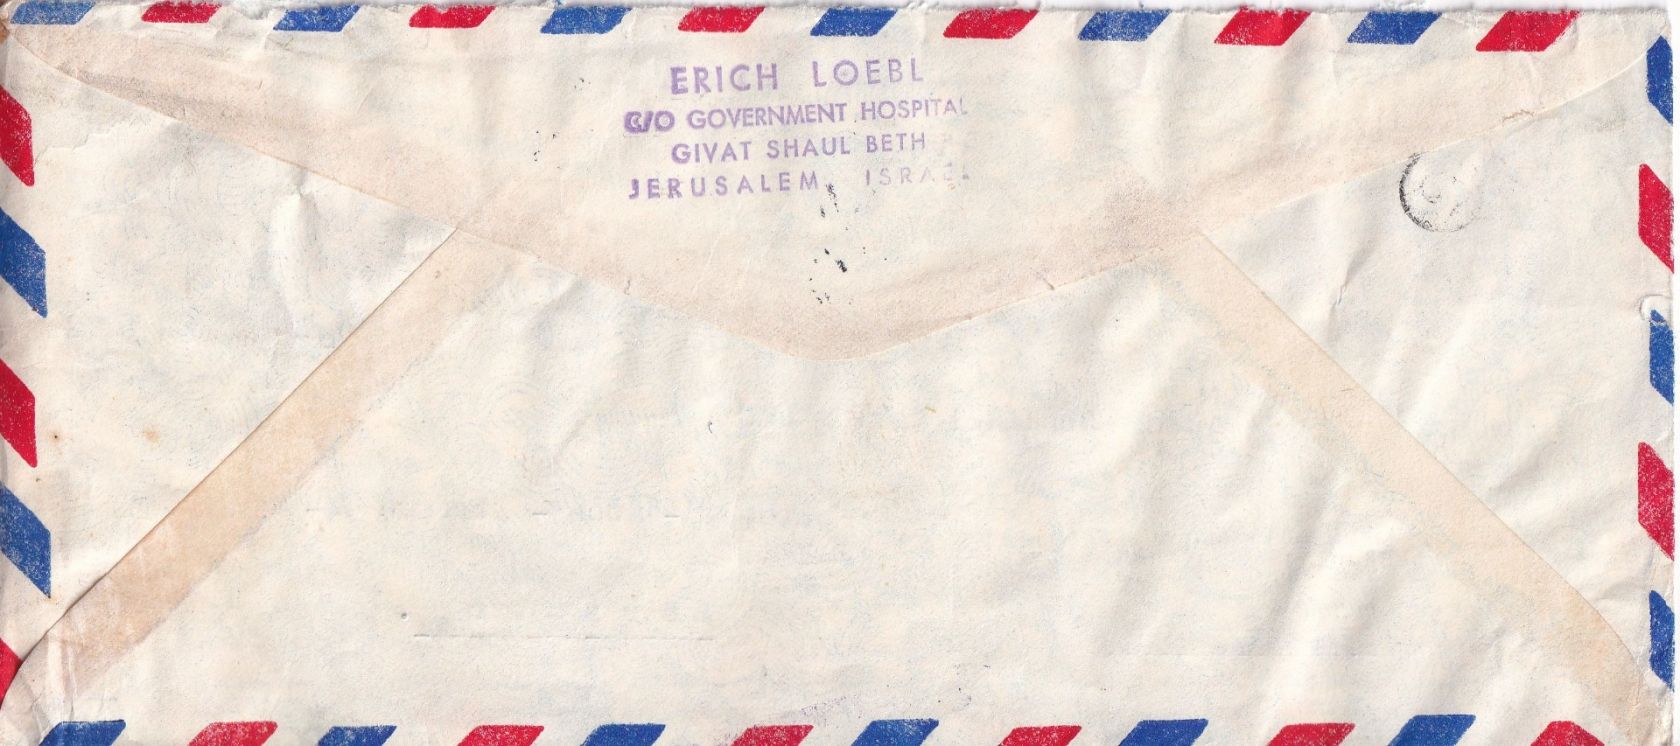 ERICH LOEBL
C/O GOVERNMENT HOSPITAL
GIVAT SHAUL BETH
JERUSALEM, ISRAEL